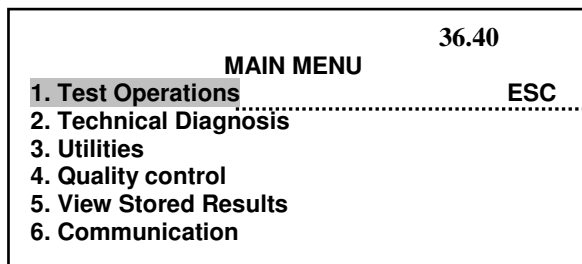 36.40
MAIN MENU
1. Test Operations ESC
2. Technical Diagnosis
3. Utilities
4. Quality control
5. View Stored Results
6. Communication